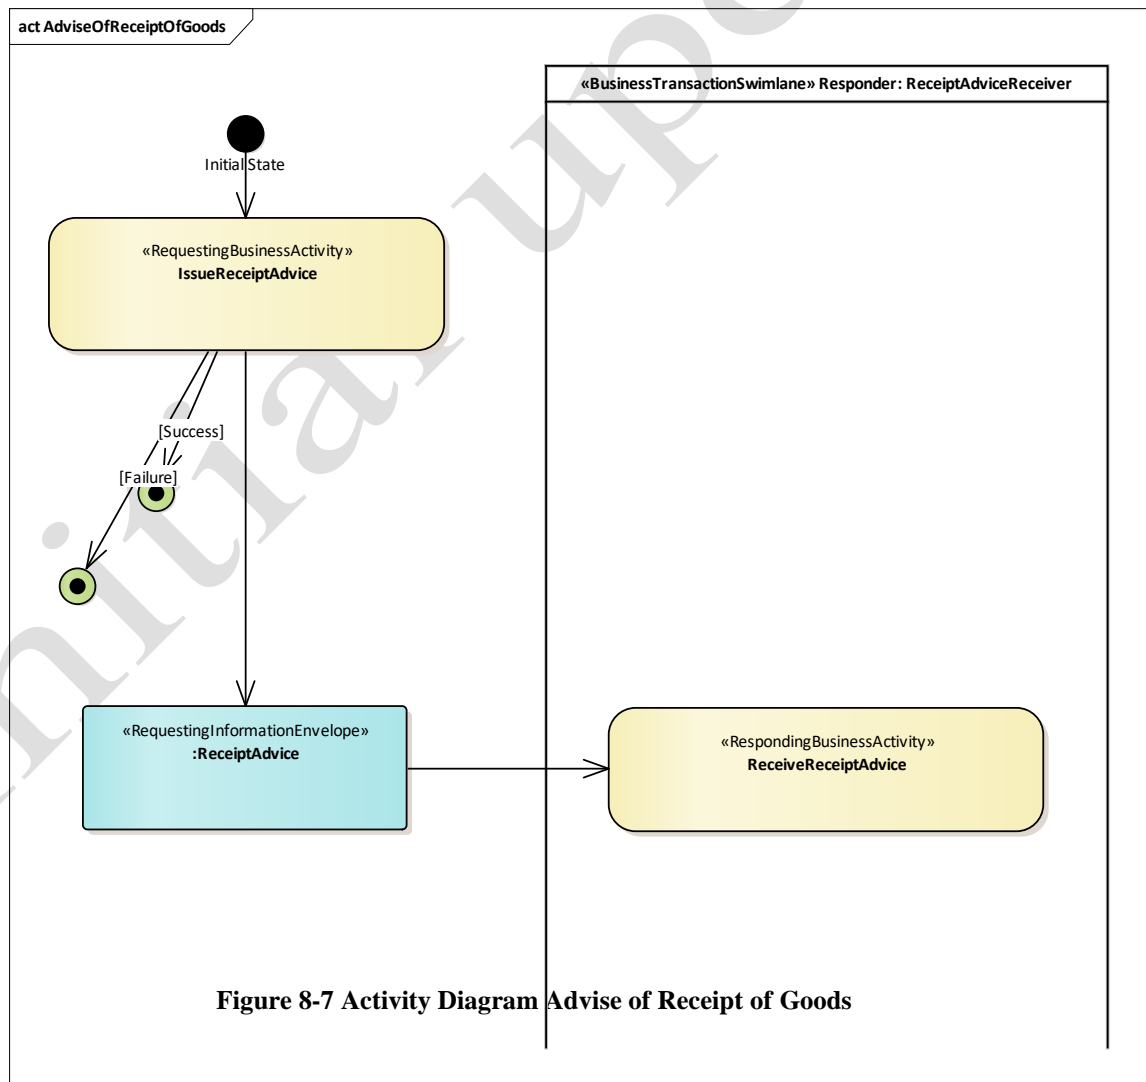 act AdviseOfReceiptOfGoods
«BusinessTransactionSwimlane» Responder: ReceiptAdviceReceiver
Initial State
«RequestingBusinessActivity»
IssueReceiptAdvice
[Success]
[Failure]
«RequestingInformationEnvelope»
:ReceiptAdvice
«RespondingBusinessActivity»
ReceiveReceiptAdvice
Figure 8-7 Activity Diagram Advise of Receipt of Goods